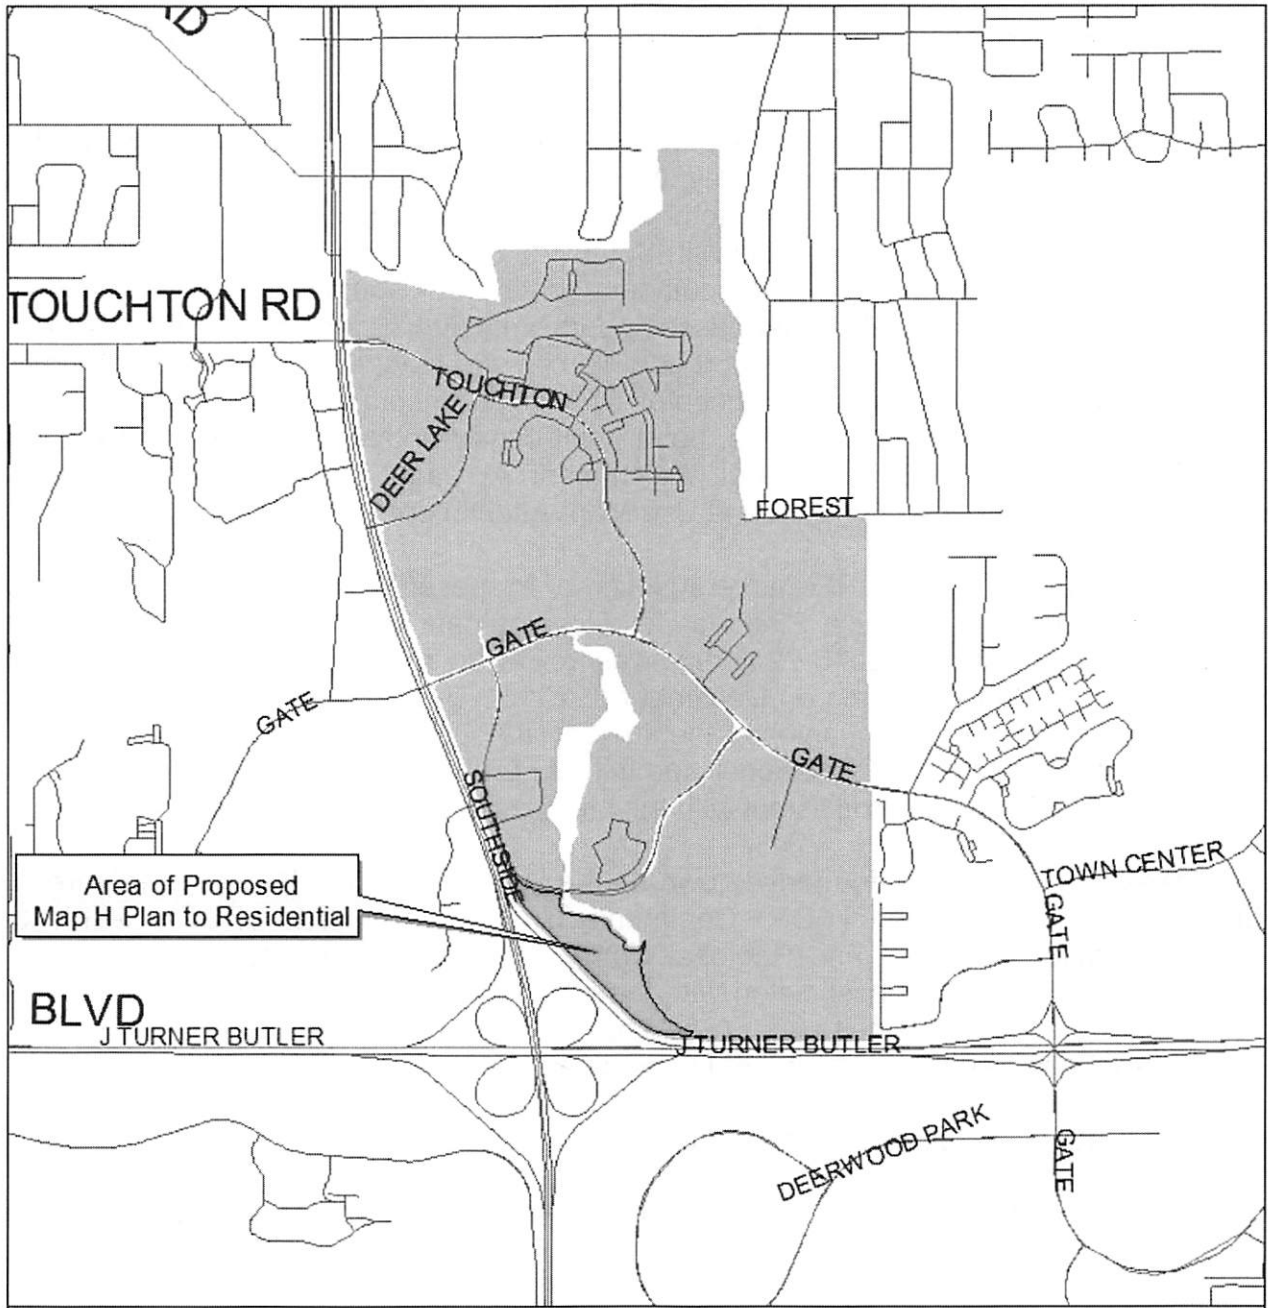 TOUCHTON RD
TOUCHTON
DEER LAKE
FOREST
GATE
GATE
GATE
SOUTHSIDE
TOWN CENTER
GATE
Area of Proposed
Map H Plan to Residential
BLVD
J TURNER BUTLER
J TURNER BUTLER
DEERWOOD PARK
GATE